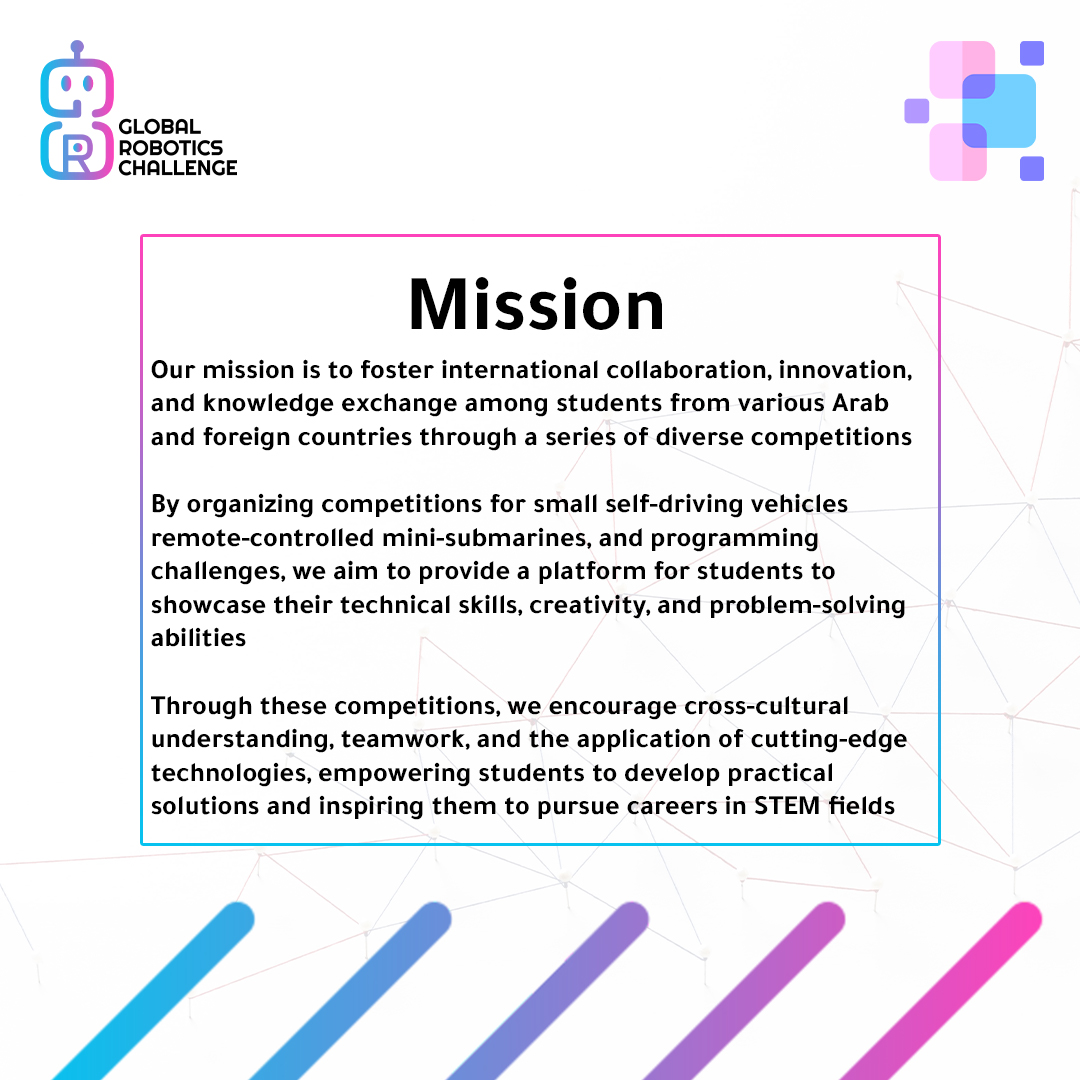 GLOBAL
ROBOTICS
CHALLENGE
Mission
Our mission is to foster international collaboration, innovation,
and knowledge exchange among students from various Arab
and foreign countries through a series of diverse competitions
By organizing competitions for small self-driving vehicles
remote-controlled mini-submarines, and programming
challenges, we aim to provide a platform for students to
showcase their technical skills, creativity, and problem-solving
abilities
Through these competitions, we encourage cross-cultural
understanding, teamwork, and the application of cutting-edge
technologies, empowering students to develop practical
solutions and inspiring them to pursue careers in STEM fields